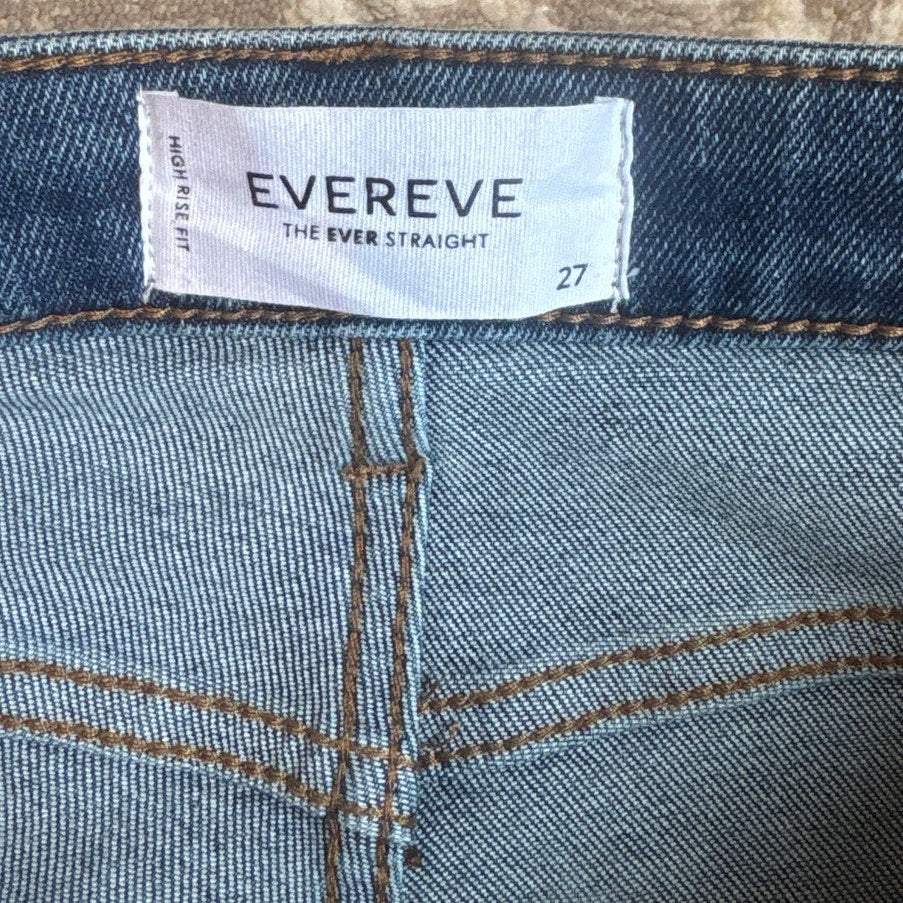 HIGH RISE FIT
EVEREVE
THE EVER STRAIGHT
27